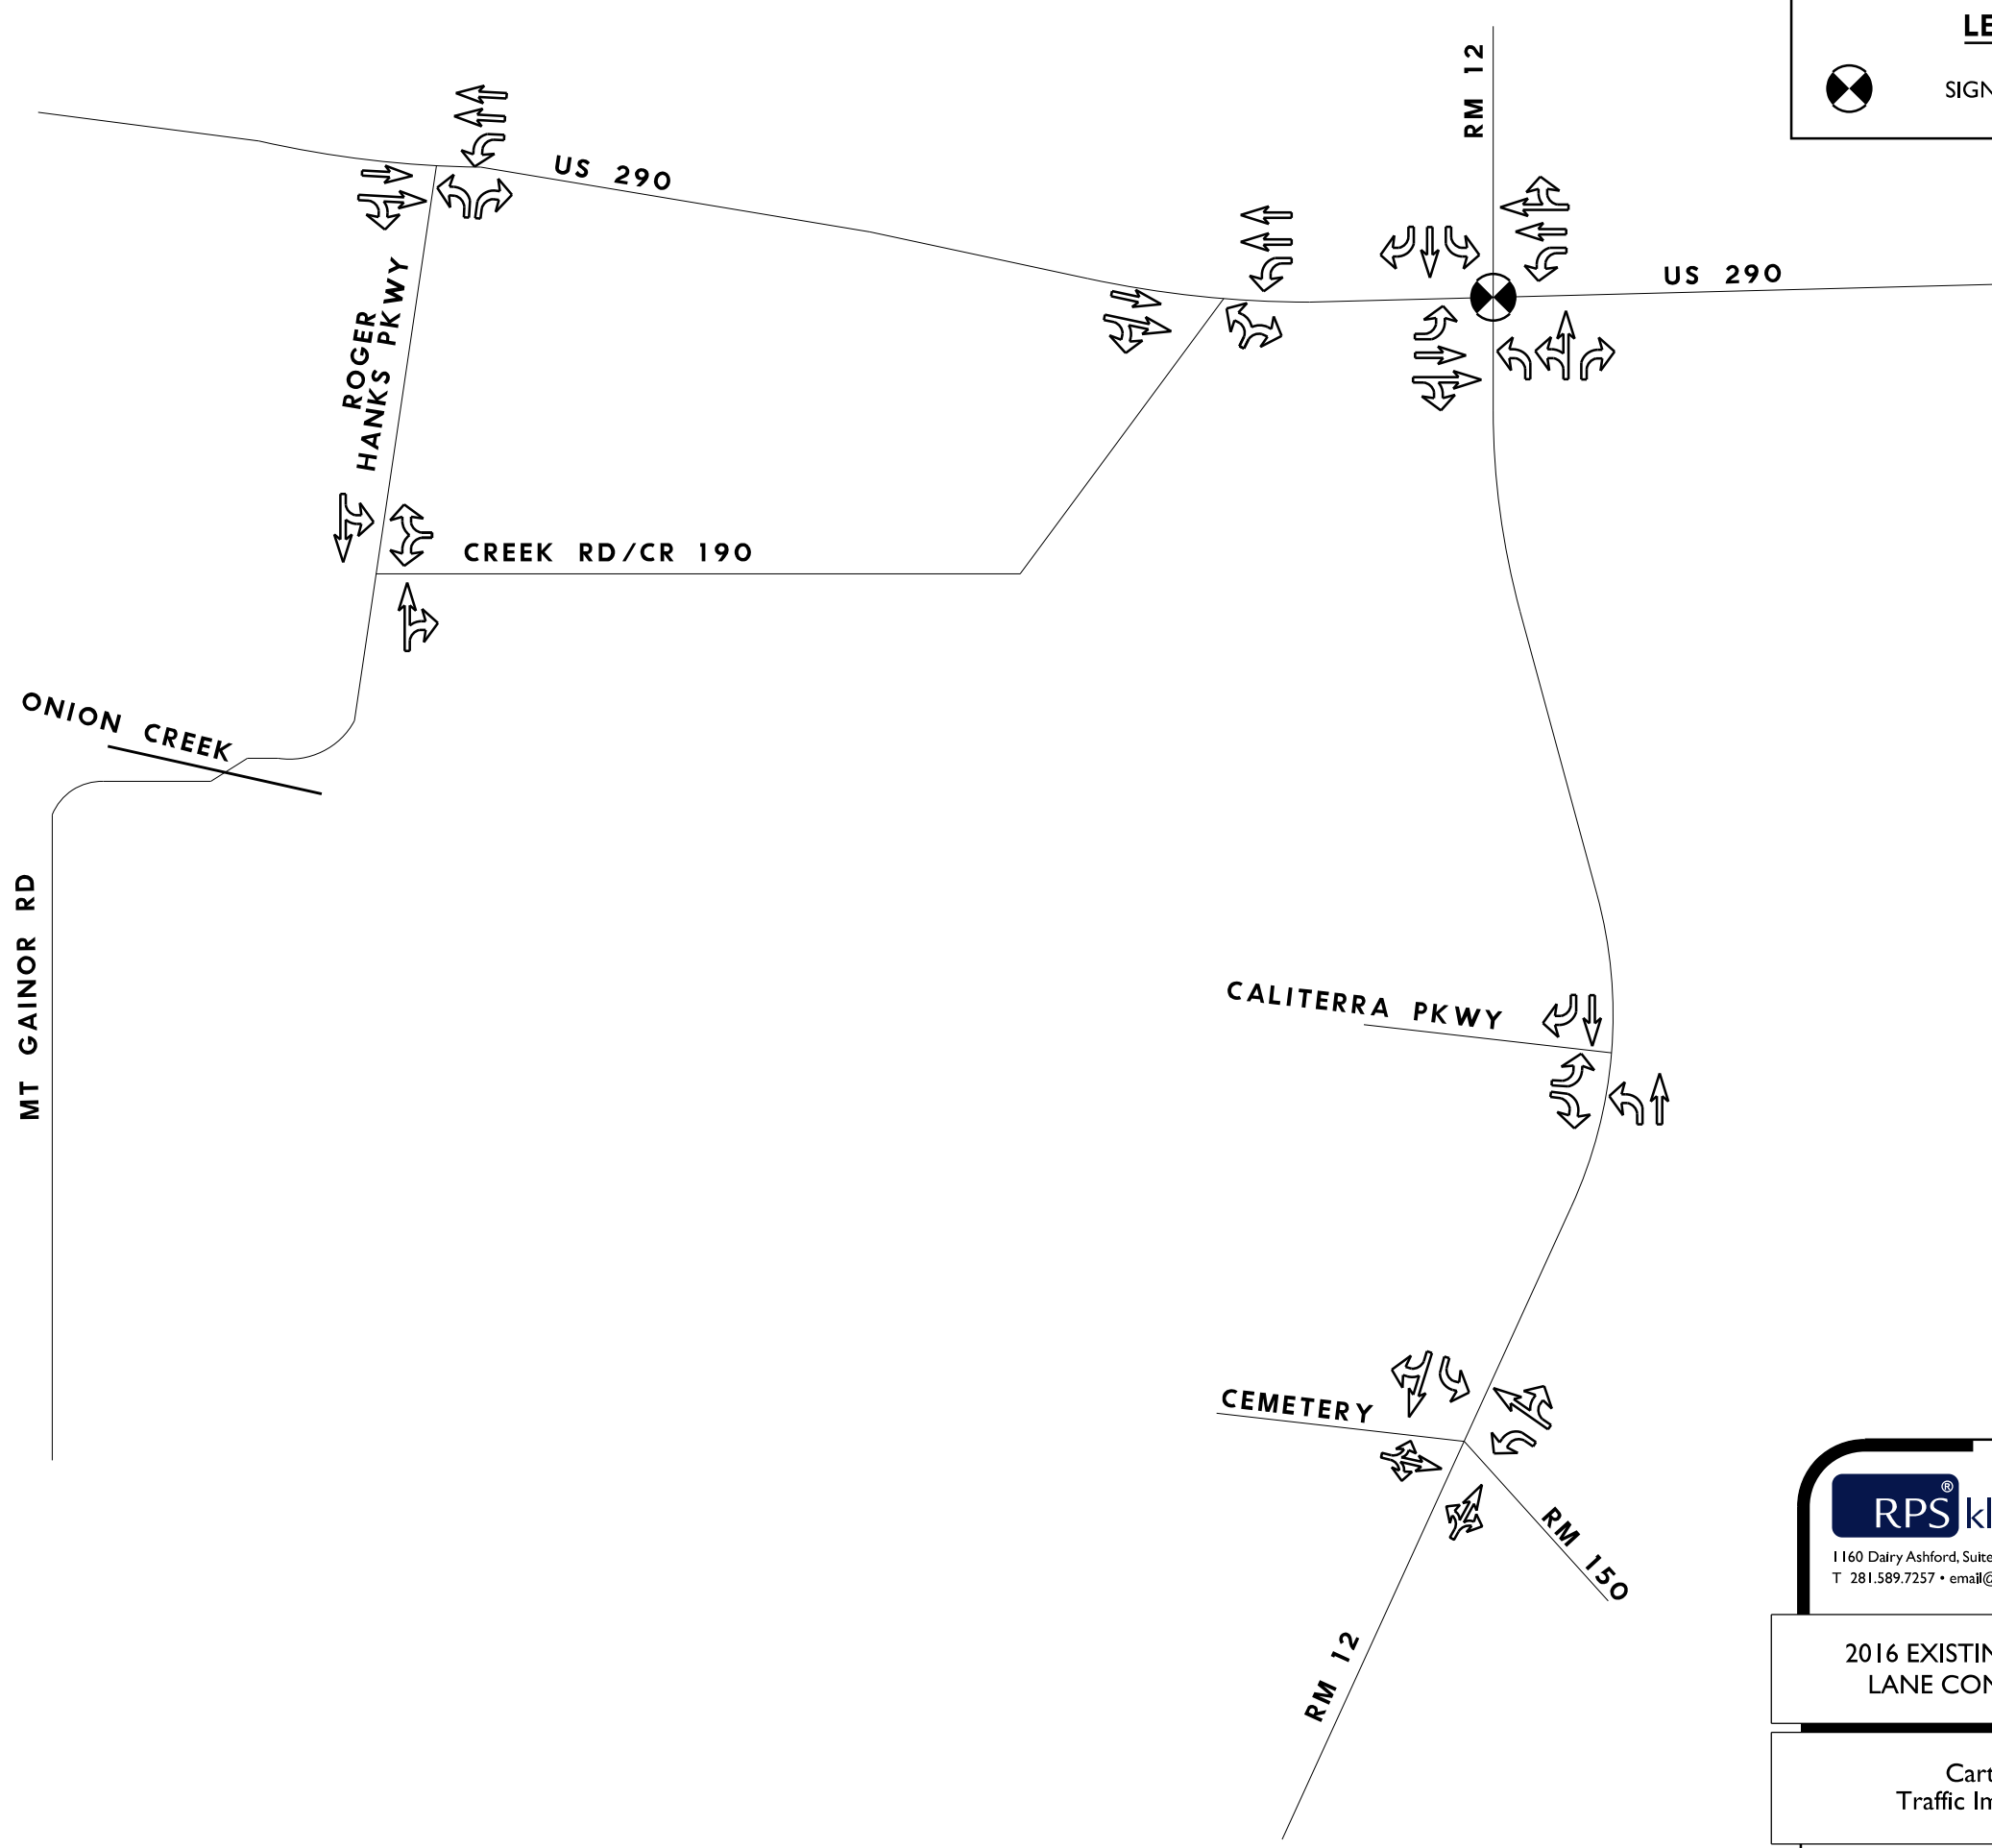 LE
SIGN
RM 12
US 290
US 290
ROGER
HANKS PKWY
CREEK RD/CR 190
ONION CREEK
MT GAINOR RD
CALITERRA PKWY
CEMETERY
RM 150
RM 12
RPS® kl
1160 Dairy Ashford, Suite
T 281.589.7257 • email@
2016 EXISTIN
LANE CON
Cart
Traffic Im